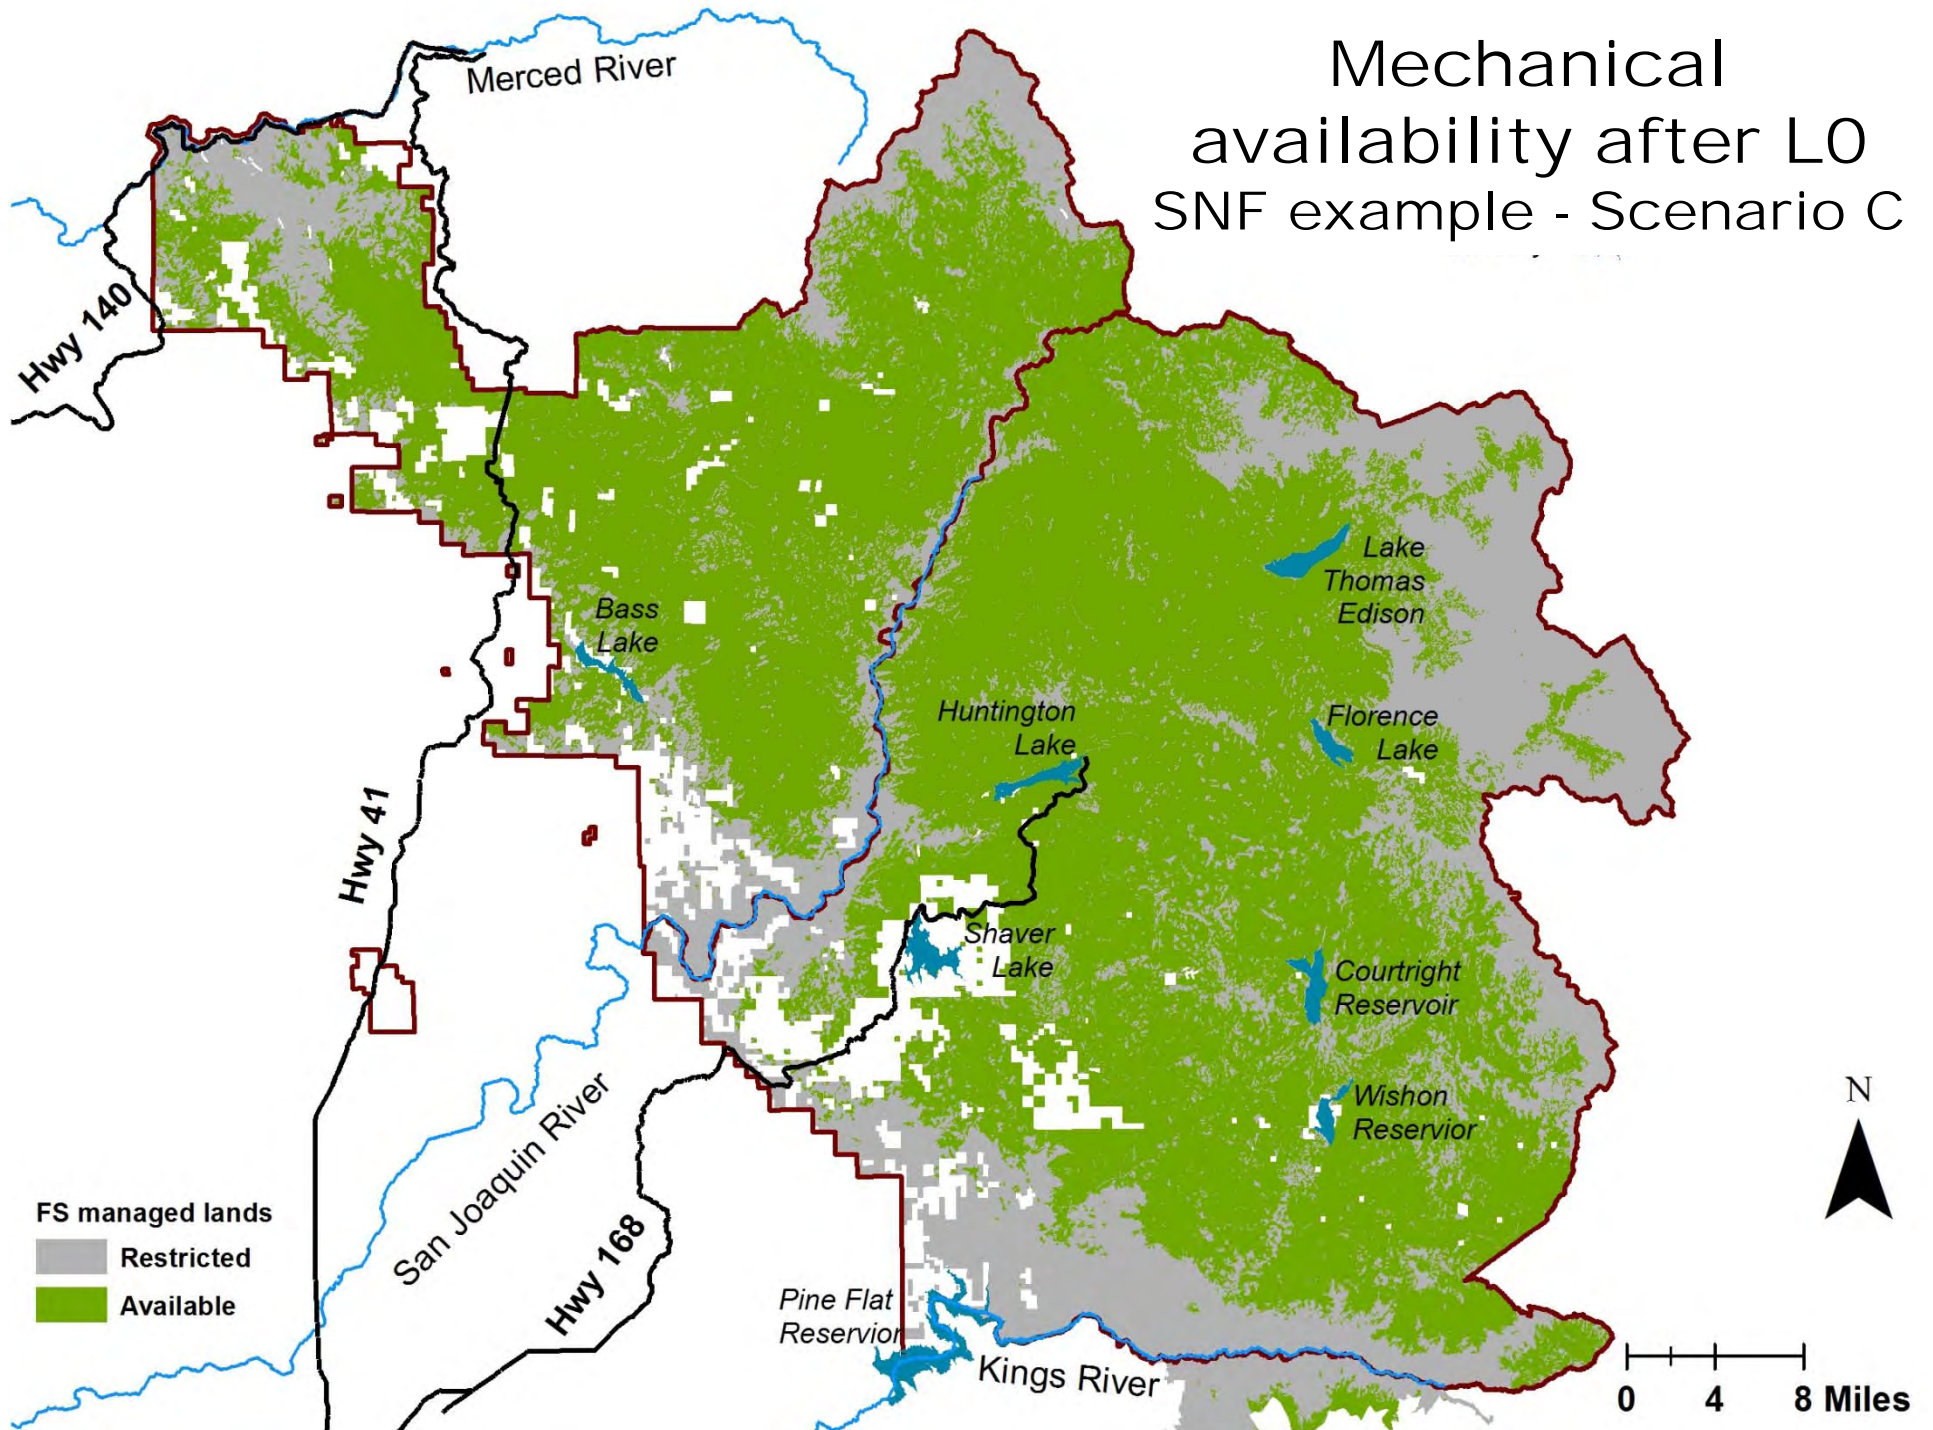 Mechanical
availability after L0
SNF example - Scenario C
Merced River
Hwy 140
Lake
Thomas
Edison
Bass
Lake
Huntington
Lake
Florence
Lake
Hwy 41
Shaver
Lake
Courtright
Reservoir
Wishon
Reservior
San Joaquin River
Hwy 168
N
FS managed lands
Restricted
Available
Pine Flat
Reservior
Kings River
0 4 8 Miles